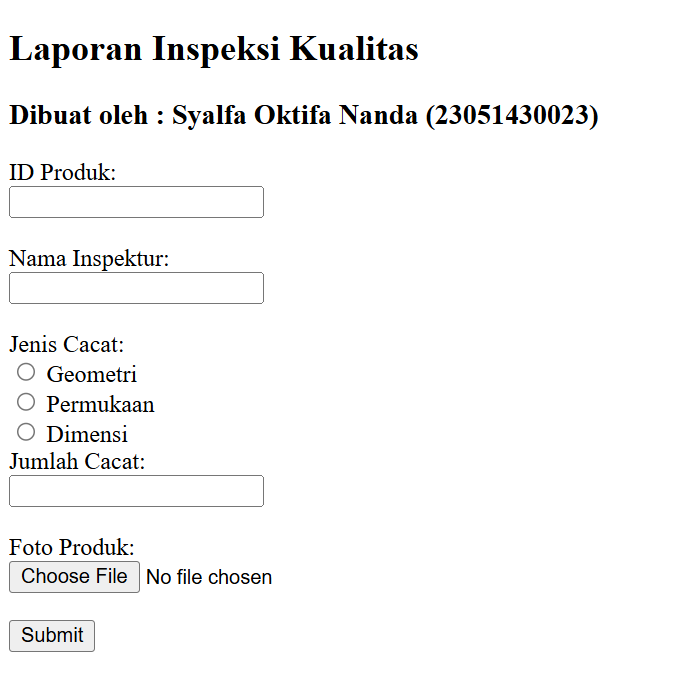 Laporan Inspeksi Kualitas
Dibuat oleh : Syalfa Oktifa Nanda (23051430023)
ID Produk:
Nama Inspektur:
Jenis Cacat:
Geometri
Permukaan
Dimensi
Jumlah Cacat:
Foto Produk:
Choose File No file chosen
Submit